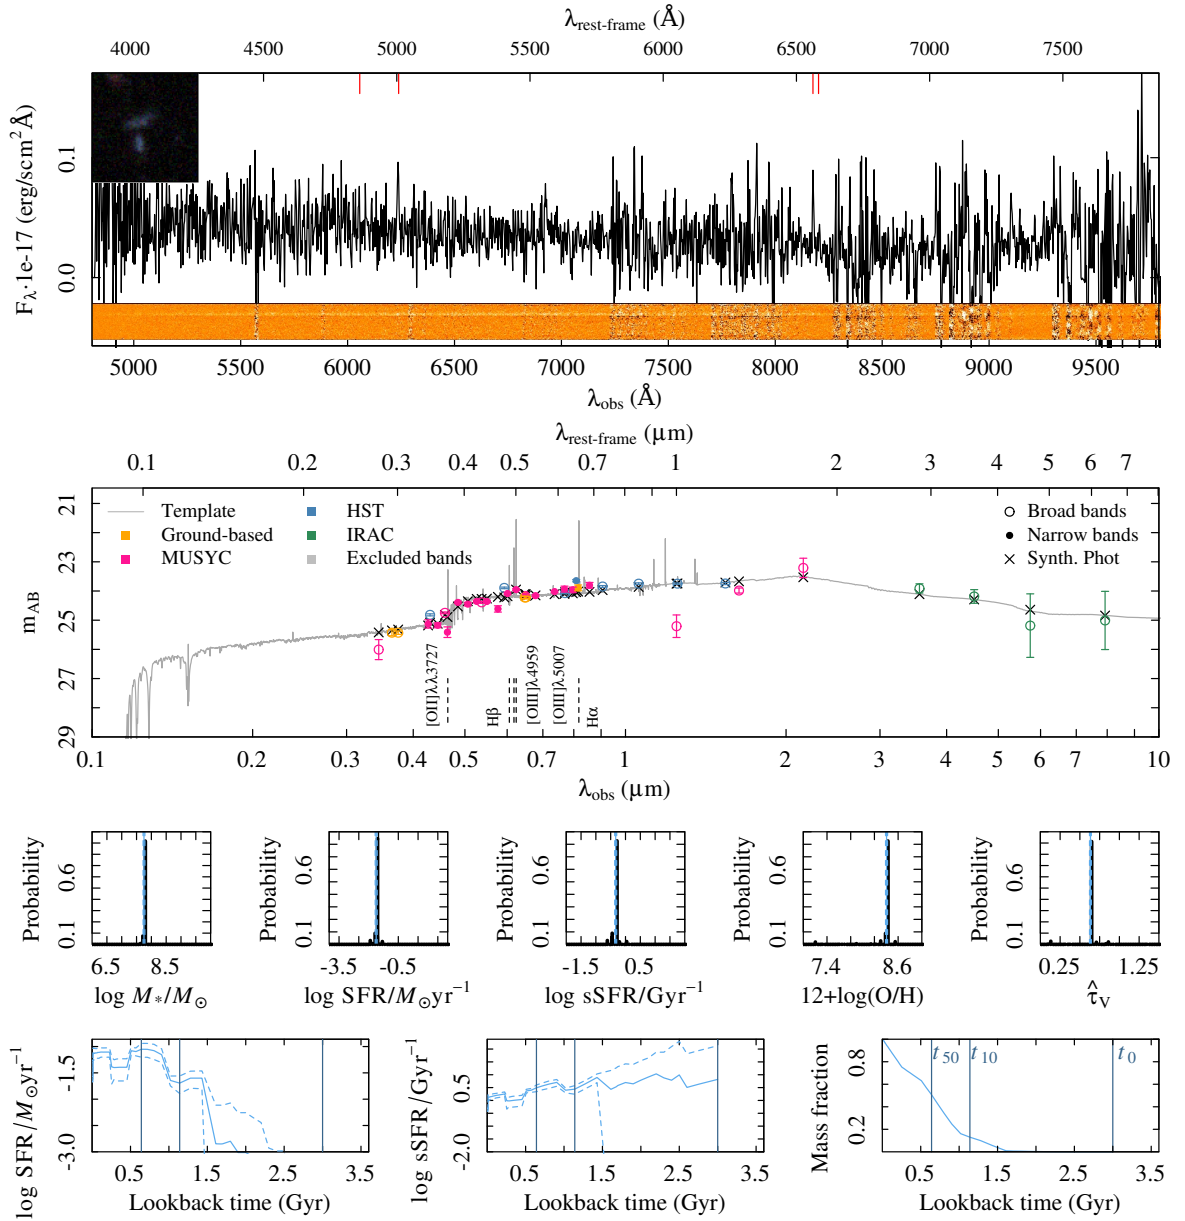 λrest-frame (Å)
4000 4500 5000 5500 6000 6500 7000 7500
Fλ·1e-17 (erg/scm² Å)
0.1
0.0
5000 5500 6000 6500 7000 7500 8000 8500 9000 9500
λobs (Å)
λrest-frame (μm)
0.1 0.2 0.3 0.4 0.5 0.7 1 2 3 4 5 6 7
mAB
21 23 25 27 29
Template
Ground-based
MUSYC
HST
IRAC
Excluded bands
Broad bands
Narrow bands
Synth. Phot
[OII]λλ3727
Hβ
[OIII]λ4959
[OIII]λ5007
Hα
0.1 0.2 0.3 0.4 0.5 0.7 1 2 3 4 5 6 7 10
λobs (μm)
Probability
0.6
0.1
6.5 8.5
log M*/M⊙
Probability
0.6
0.1
-3.5 -0.5
log SFR/M⊙yr⁻¹
Probability
0.6
0.1
-1.5 0.5
log sSFR/Gyr⁻¹
Probability
0.6
0.1
7.4 8.6
12+log(O/H)
Probability
0.6
0.1
0.25 1.25
τ̂V
log SFR/M⊙yr⁻¹
-1.5
-3.0
0.5 1.5 2.5 3.5
Lookback time (Gyr)
log sSFR/Gyr⁻¹
0.5
-2.0
0.5 1.5 2.5 3.5
Lookback time (Gyr)
Mass fraction
0.8
0.2
t50 t10 t0
0.5 1.5 2.5 3.5
Lookback time (Gyr)